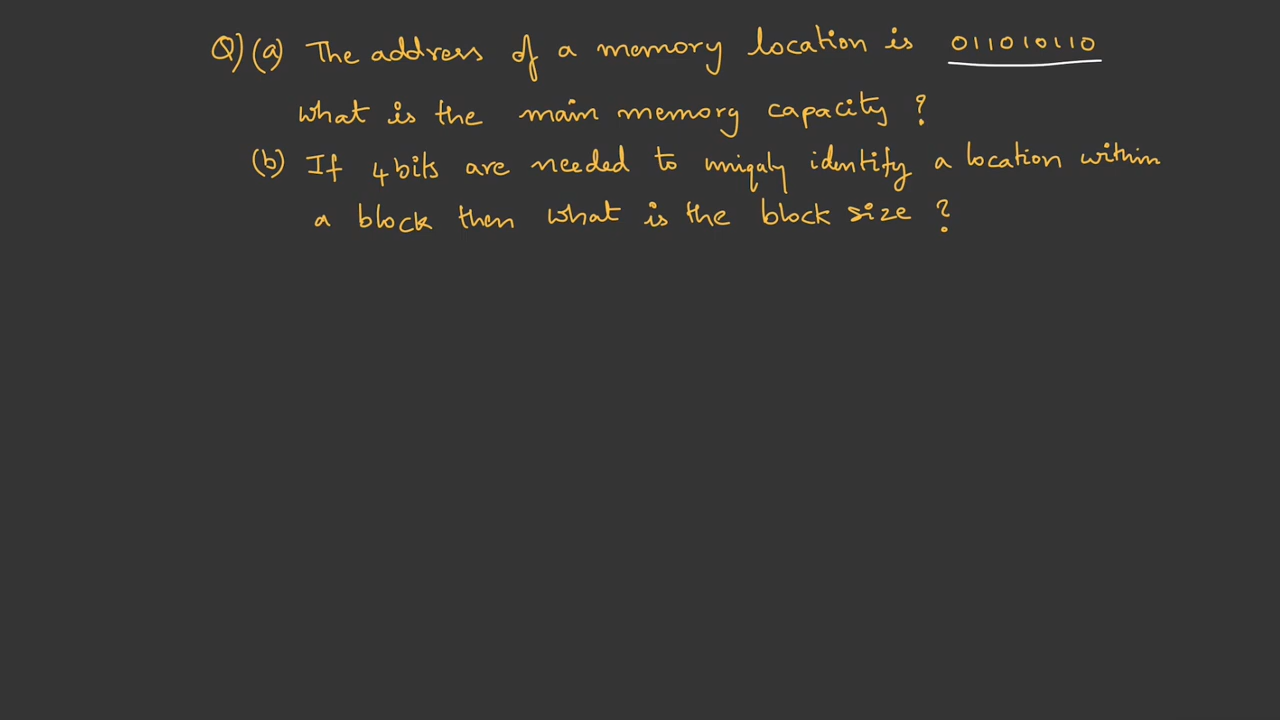 Q) (a) The address of a memory location is 011010110
what is the main memory capacity ?
(b) If 4 bits are needed to uniqaly identify a location within
a block then what is the block size ?